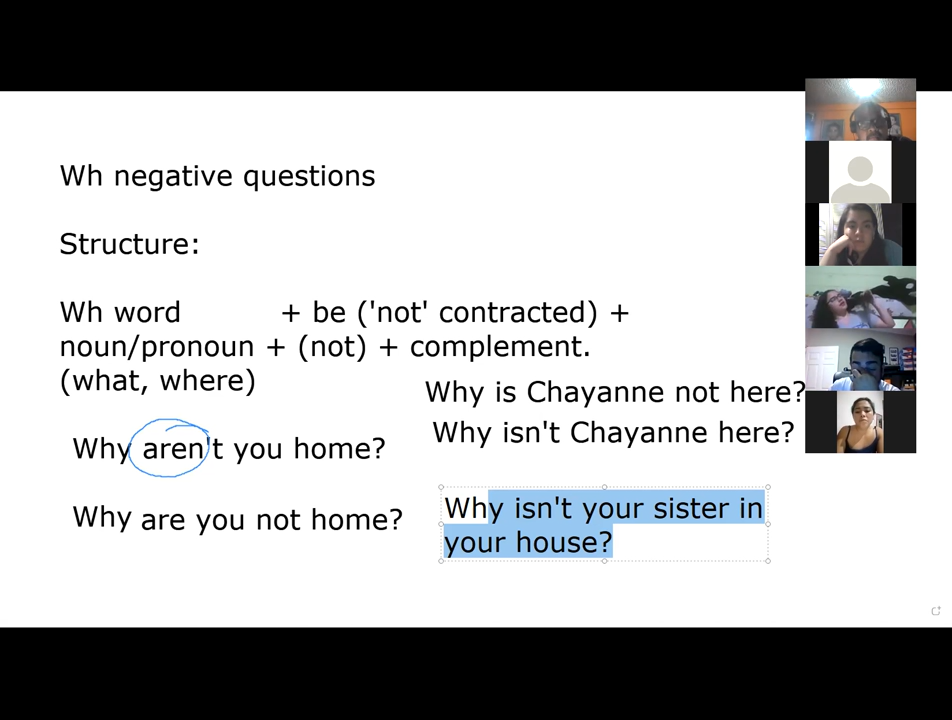 Wh negative questions
Structure:
Wh word + be ('not' contracted) +
noun/pronoun + (not) + complement.
(what, where)
Why is Chayanne not here?
Why isn't Chayanne here?
Why aren't you home?
Why are you not home?
Why isn't your sister in
your house?